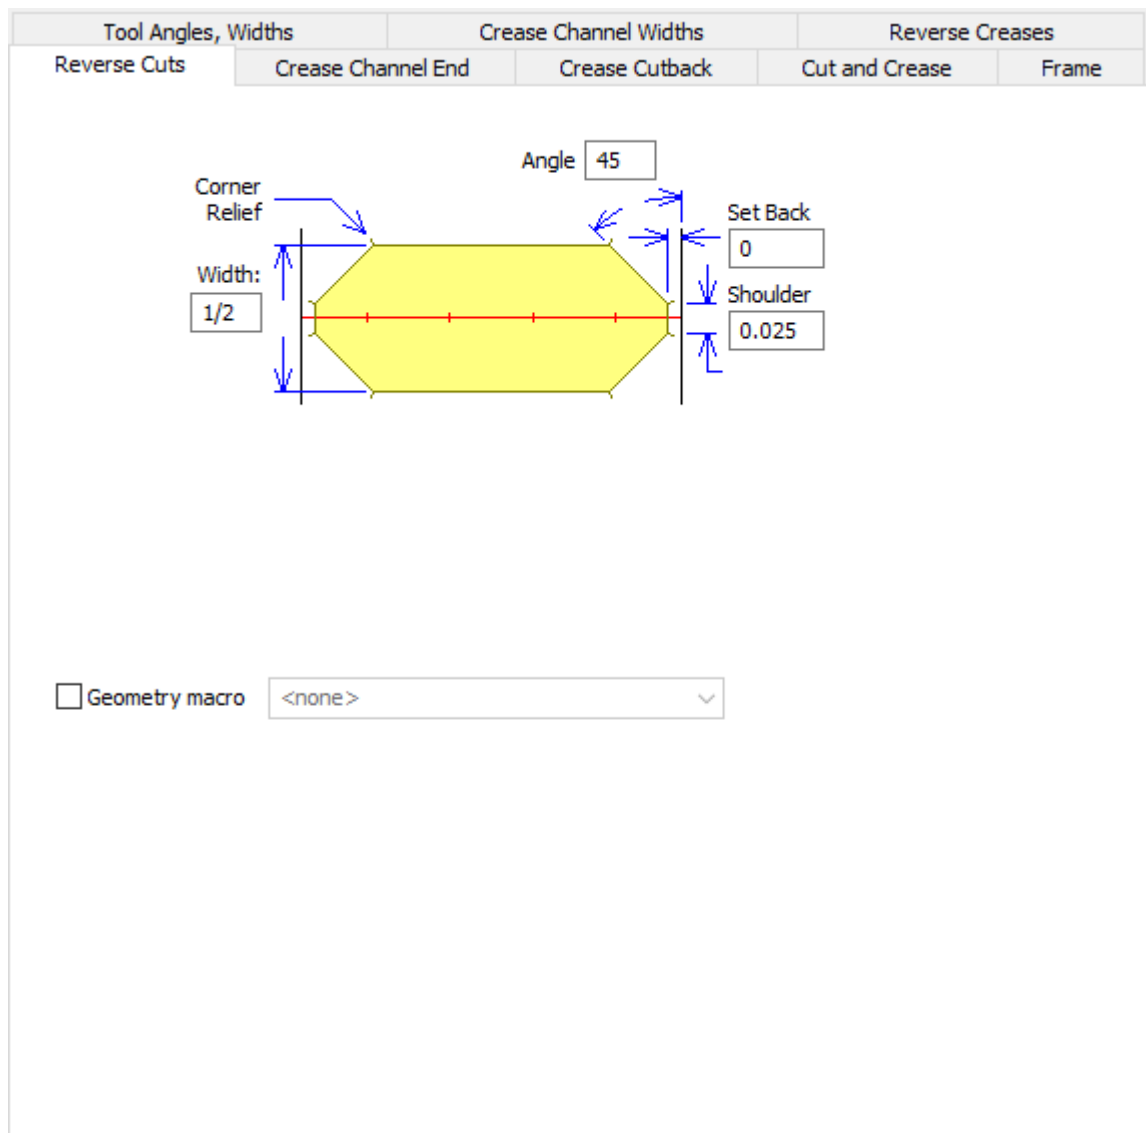 Tool Angles, Widths
Crease Channel Widths
Reverse Creases
Reverse Cuts
Crease Channel End
Crease Cutback
Cut and Crease
Frame
Angle 45
Corner
Relief
Set Back
0
Width:
1/2
Shoulder
0.025
Geometry macro
<none>